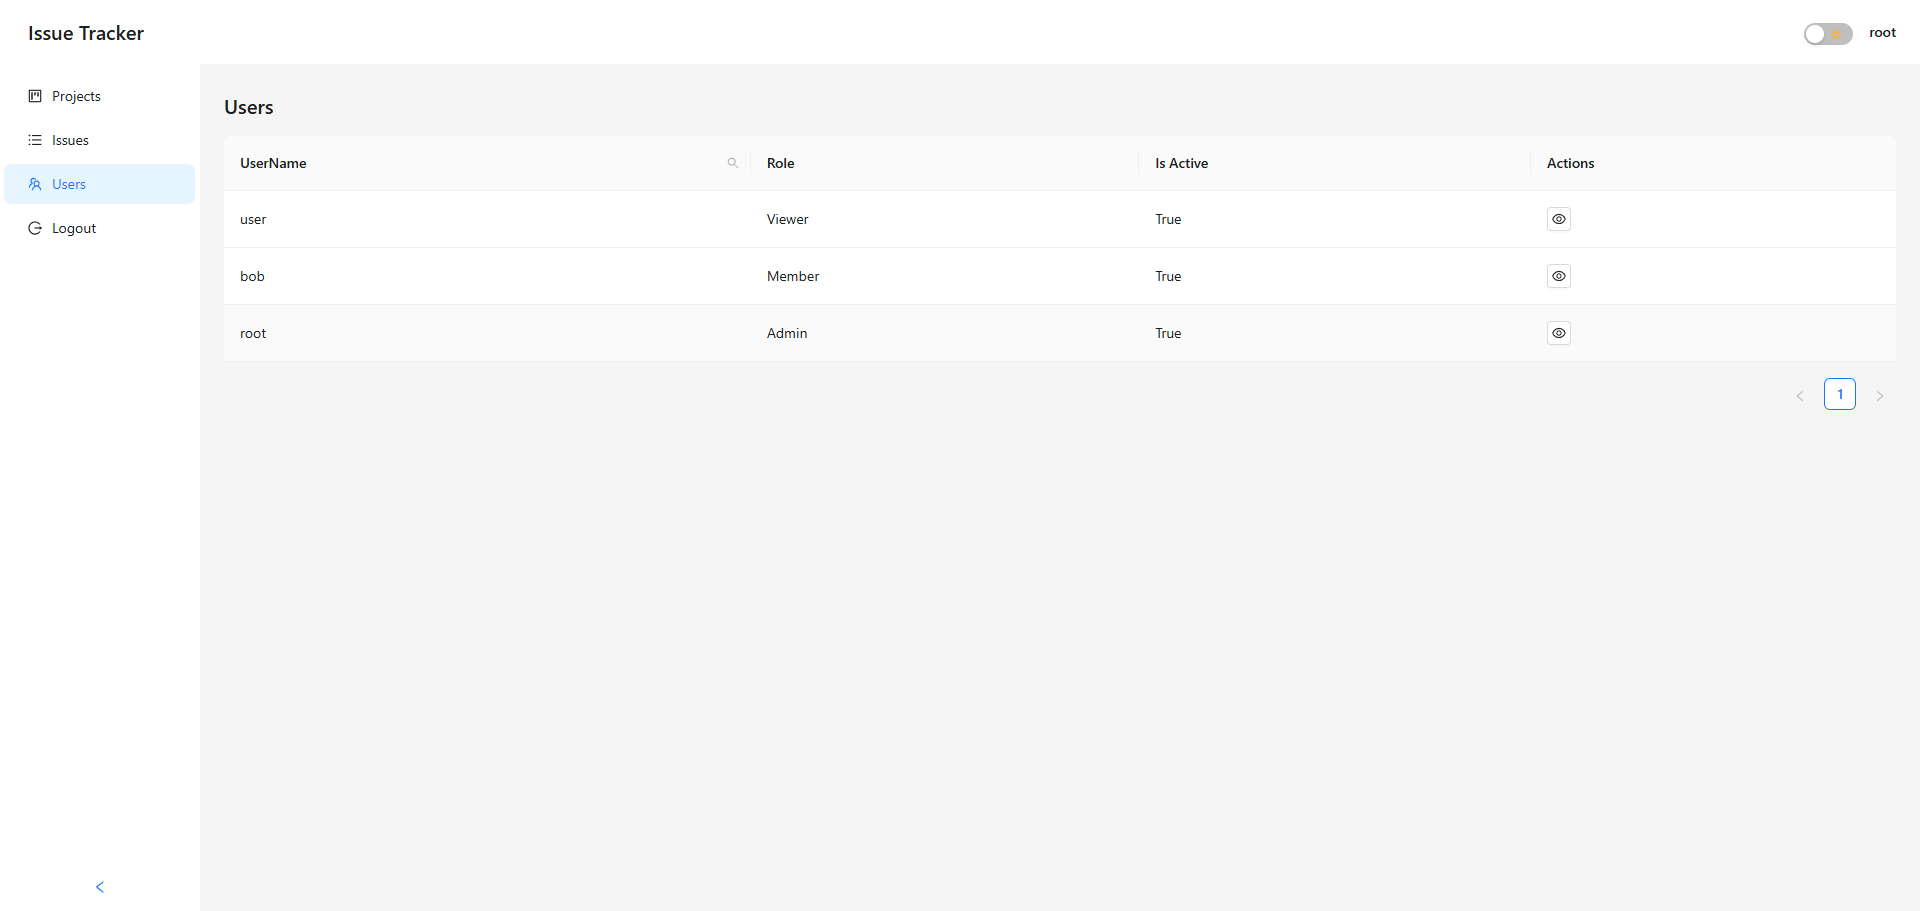 Issue Tracker
root
Projects
Issues
Users
Logout
Users
UserName Role Is Active Actions
user Viewer True
bob Member True
root Admin True
1